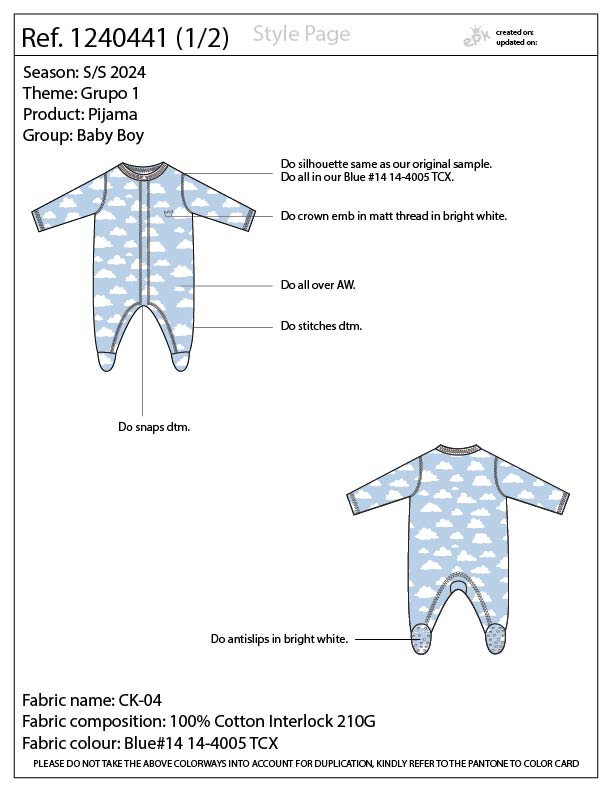 Ref. 1240441 (1/2)
Style Page
epk
created on:
updated on:
Season: S/S 2024
Theme: Grupo 1
Product: Pijama
Group: Baby Boy
Do silhouette same as our original sample.
Do all in our Blue #14 14-4005 TCX.
Do crown emb in matt thread in bright white.
Do all over AW.
Do stitches dtm.
Do snaps dtm.
Do antislips in bright white.
Fabric name: CK-04
Fabric composition: 100% Cotton Interlock 210G
Fabric colour: Blue#14 14-4005 TCX
PLEASE DO NOT TAKE THE ABOVE COLORWAYS INTO ACCOUNT FOR DUPLICATION, KINDLY REFER TO THE PANTONE TO COLOR CARD